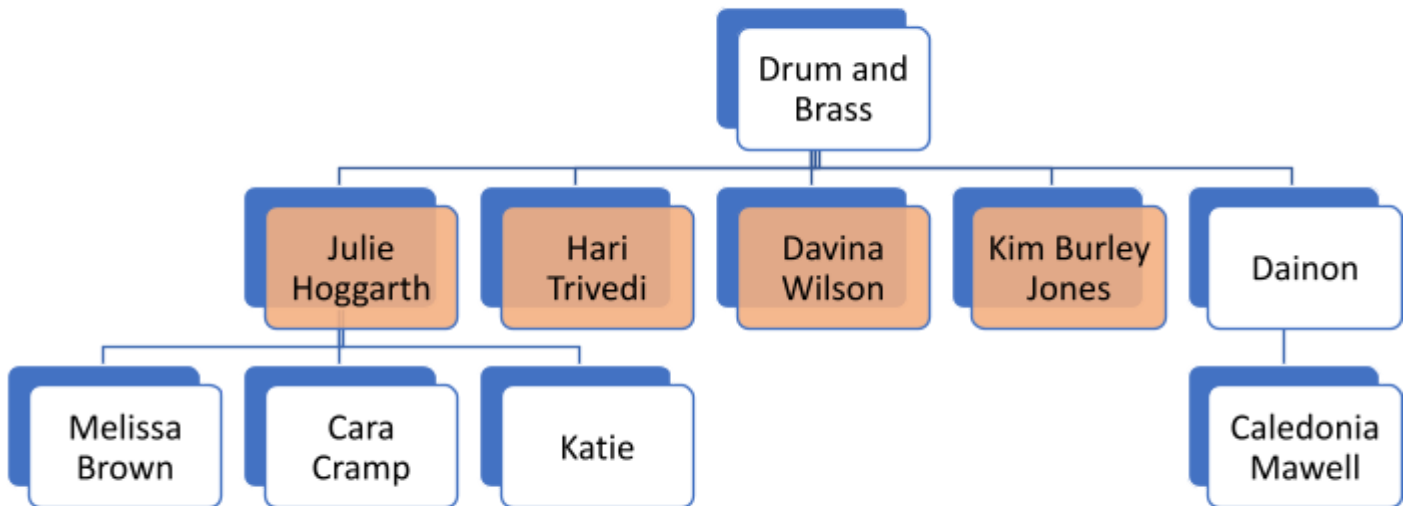 Drum and
Brass
Julie
Hoggarth
Hari
Trivedi
Davina
Wilson
Kim Burley
Jones
Dainon
Melissa
Brown
Cara
Cramp
Katie
Caledonia
Mawell